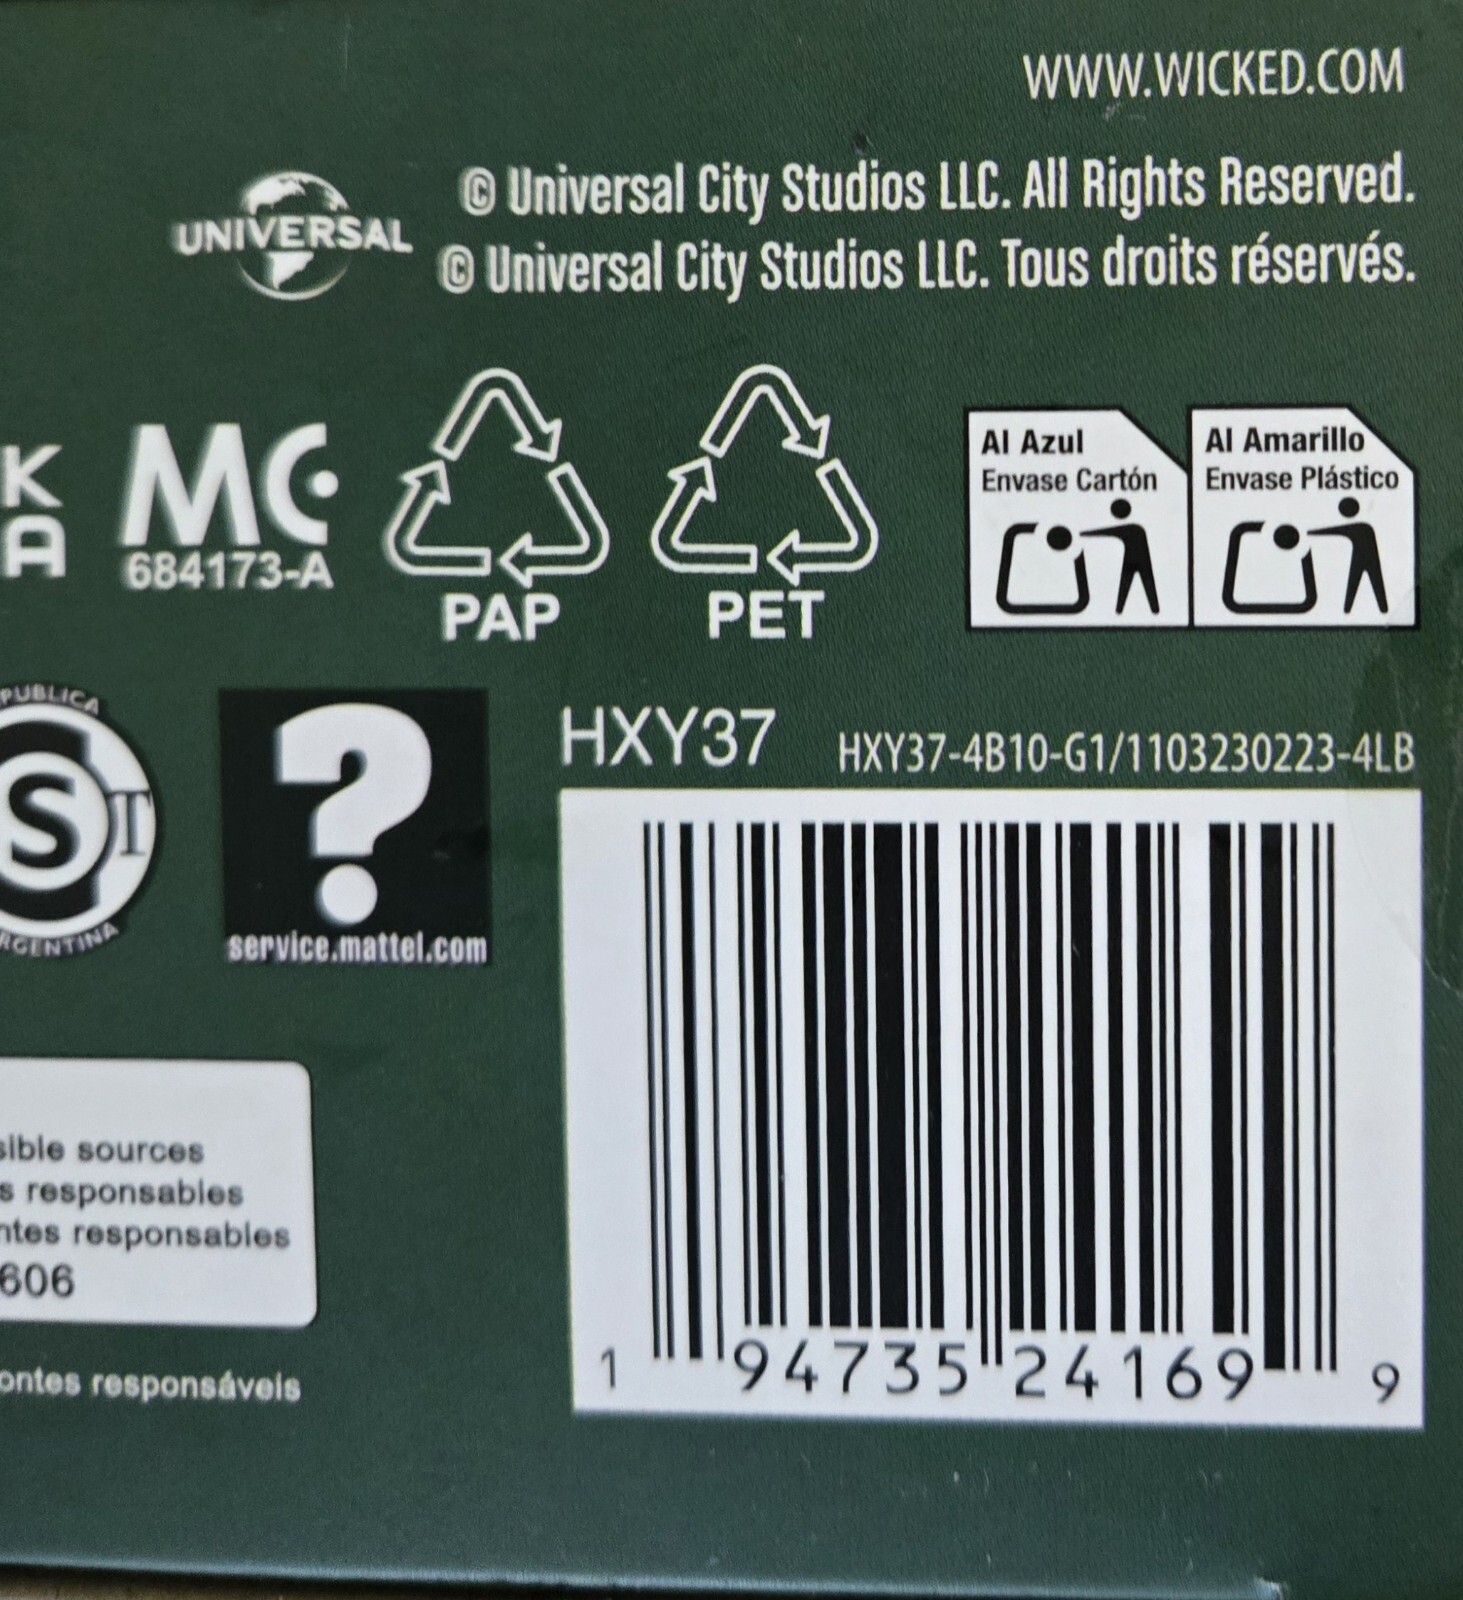 WWW.WICKED.COM
UNIVERSAL
© Universal City Studios LLC. All Rights Reserved.
© Universal City Studios LLC. Tous droits réservés.
K
A
MC
684173-A
PAP
PET
Al Azul
Envase Cartón
Al Amarillo
Envase Plástico
PUBLICA
S
T
RGENTINA
?
service.mattel.com
HXY37
HXY37-4B10-G1/1103230223-4LB
sible sources
s responsables
ntes responsables
606
ontes responsáveis
1 94735 24169 9